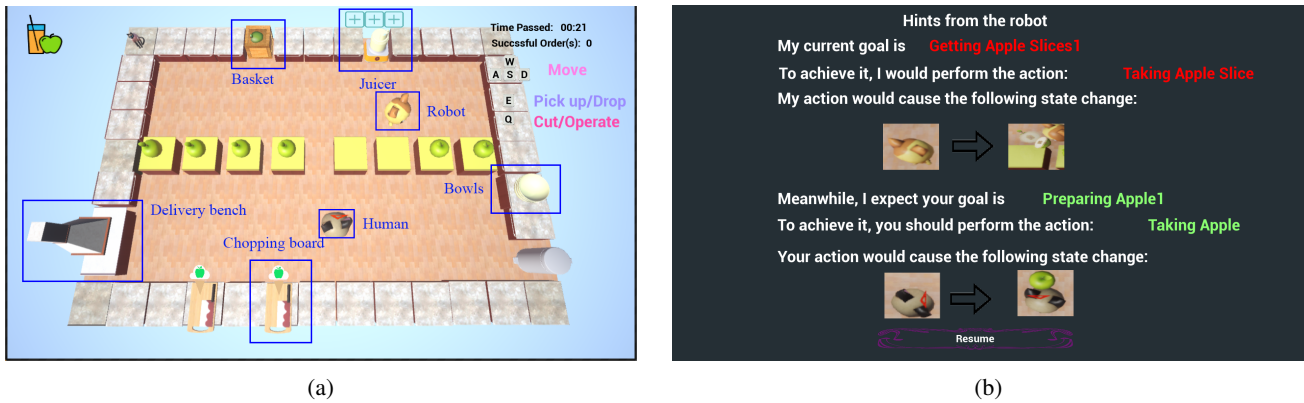 Time Passed: 00:21
Succssful Order(s): 0
W
A S D
Move
E
Pick up/Drop
Q
Cut/Operate
Basket
Juicer
Robot
Bowls
Delivery bench
Human
Chopping board
(a)
Hints from the robot
My current goal is Getting Apple Slices1
To achieve it, I would perform the action: Taking Apple Slice
My action would cause the following state change:
Meanwhile, I expect your goal is Preparing Apple1
To achieve it, you should perform the action: Taking Apple
Your action would cause the following state change:
Resume
(b)